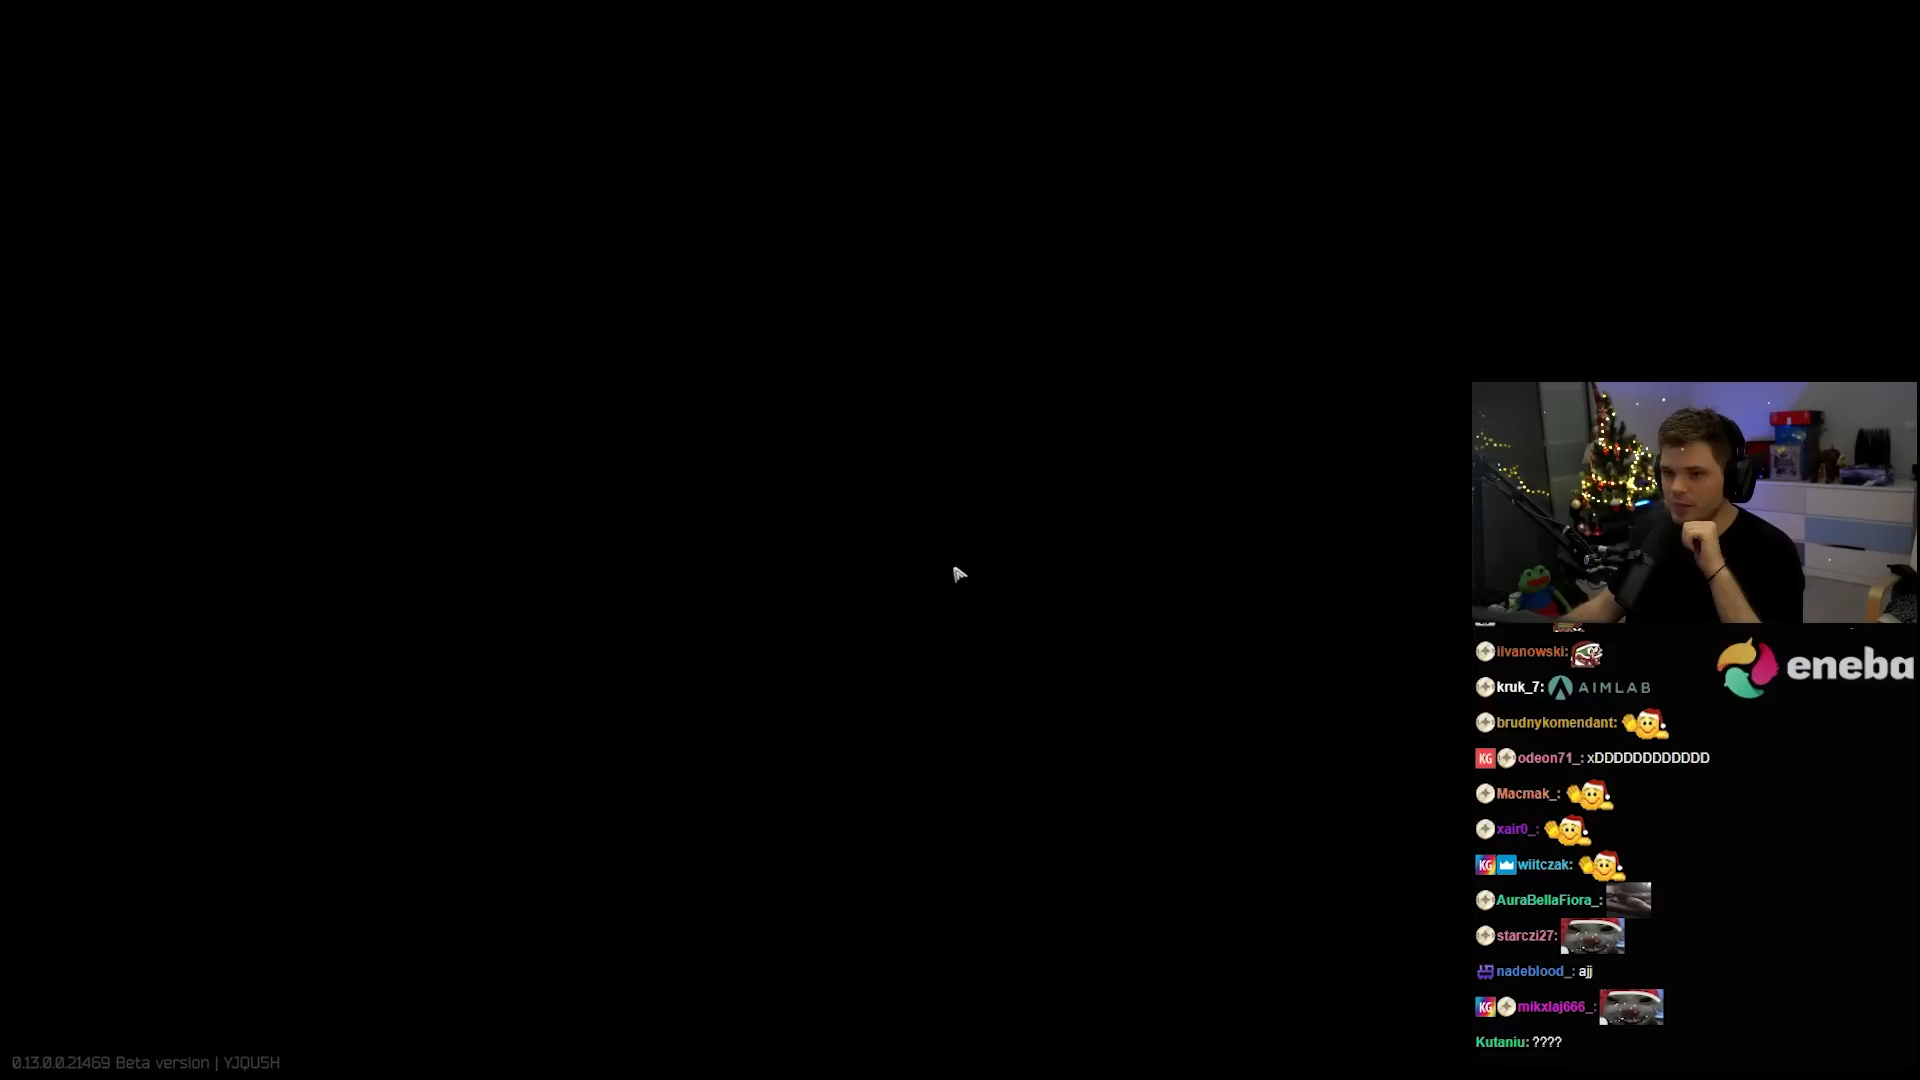 ilvanowski:
eneba
kruk_7: AIMLAB
brudnykomendant:
KG odeon71_: xDDDDDDDDDDDD
Macmak_:
xair0_:
KG wiitczak:
AuraBellaFiora_:
starczi27:
nadeblood_: ajj
KG mikxlaj666_:
Kutaniu: ????
0.13.0.0.21469 Beta version | YJQU5H